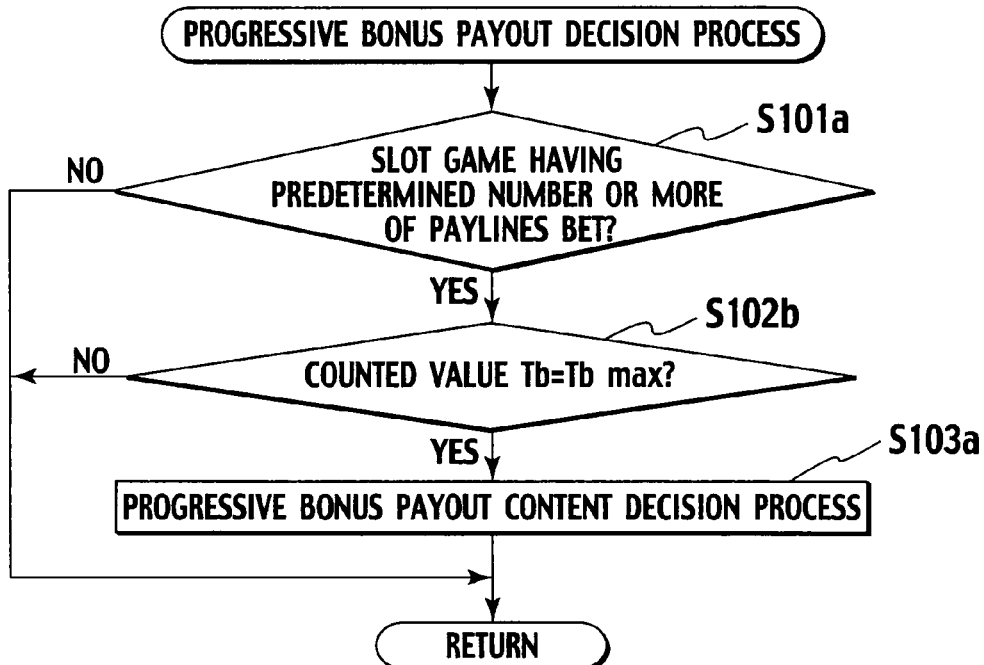 PROGRESSIVE BONUS PAYOUT DECISION PROCESS
S101a
NO
SLOT GAME HAVING
PREDETERMINED NUMBER OR MORE
OF PAYLINES BET?
YES
S102b
NO
COUNTED VALUE Tb=Tb max?
YES
S103a
PROGRESSIVE BONUS PAYOUT CONTENT DECISION PROCESS
RETURN